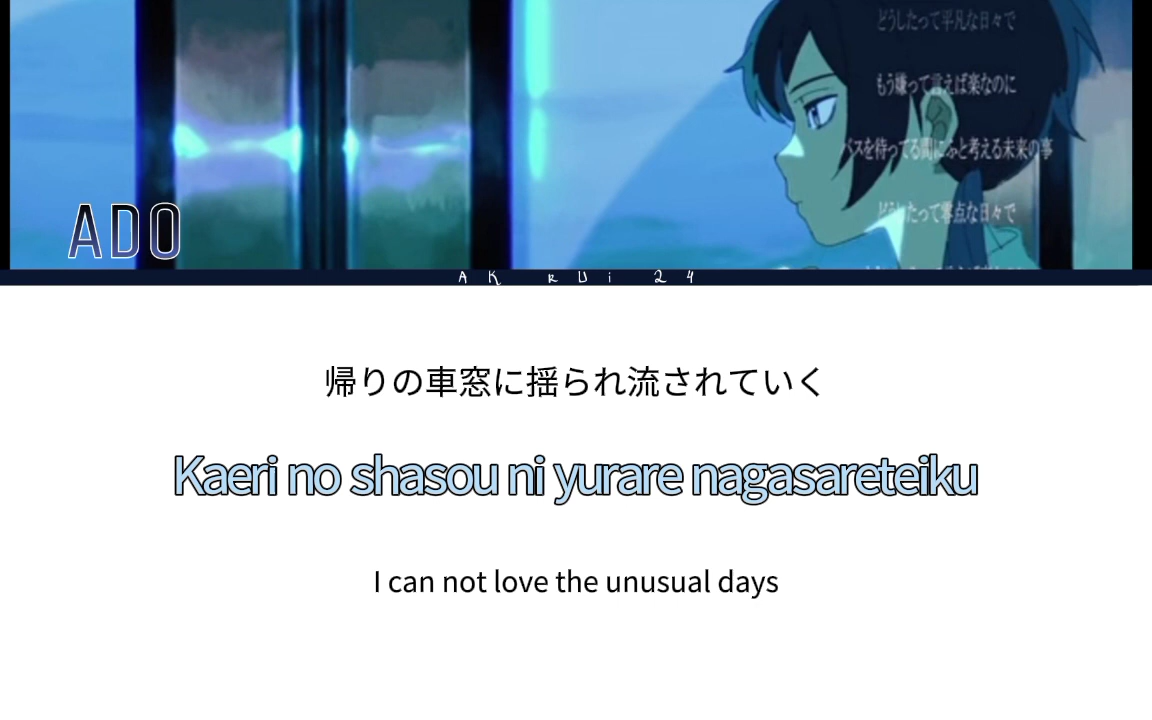 どうしたって平凡な日々で
もう嫌って言えば楽なのに
バスを待ってる間にふと考える未来の事
どうしたって零点な日々で
ADO
AK RUi 24
帰りの車窓に揺られ流されていく
Kaeri no shasou ni yurare nagasareteiku
I can not love the unusual days